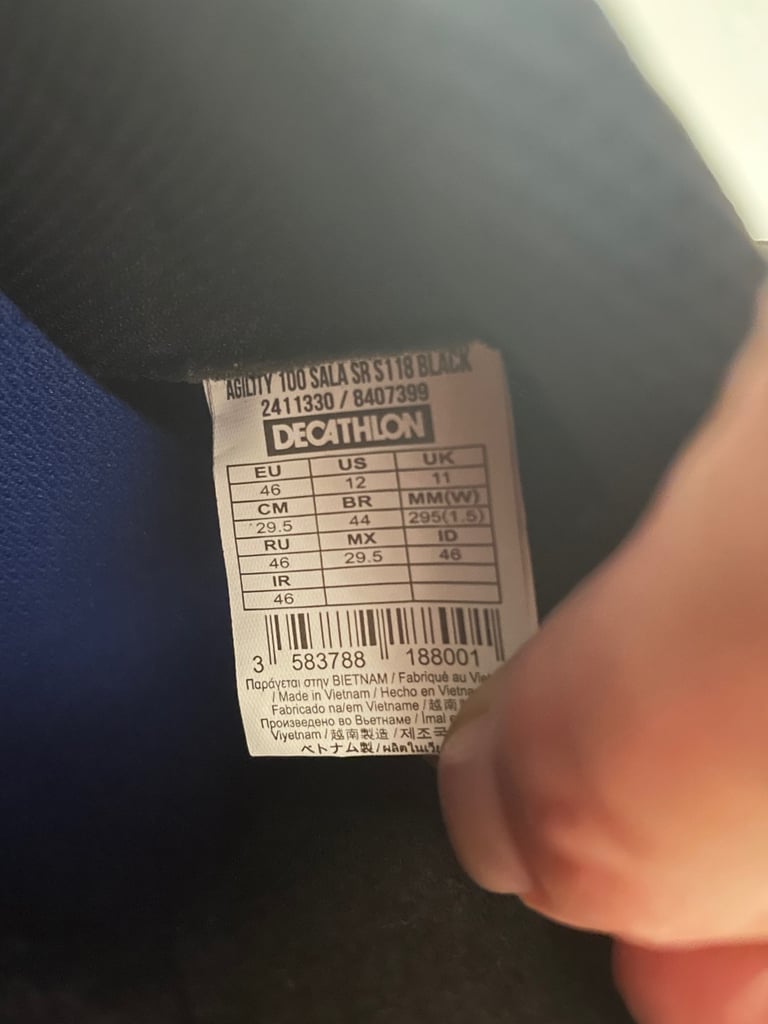 AGILITY 100 SALA SR S118 BLACK
2411330 / 8407399
DECATHLON
EU US UK
46 12 11
CM BR MM(W)
29.5 44 295(1.5)
RU MX ID
46 29.5 46
IR
46
3 583788 188001
Παράγεται στην ΒΙΕΤΝΑΜ / Fabriqué au
/ Made in Vietnam / Hecho en
Fabricado na/em Vietname / 越南
Произведено во Вьетнаме / İmal
Viyetnam / 越南製造 / 제조국
ベトナム製 /